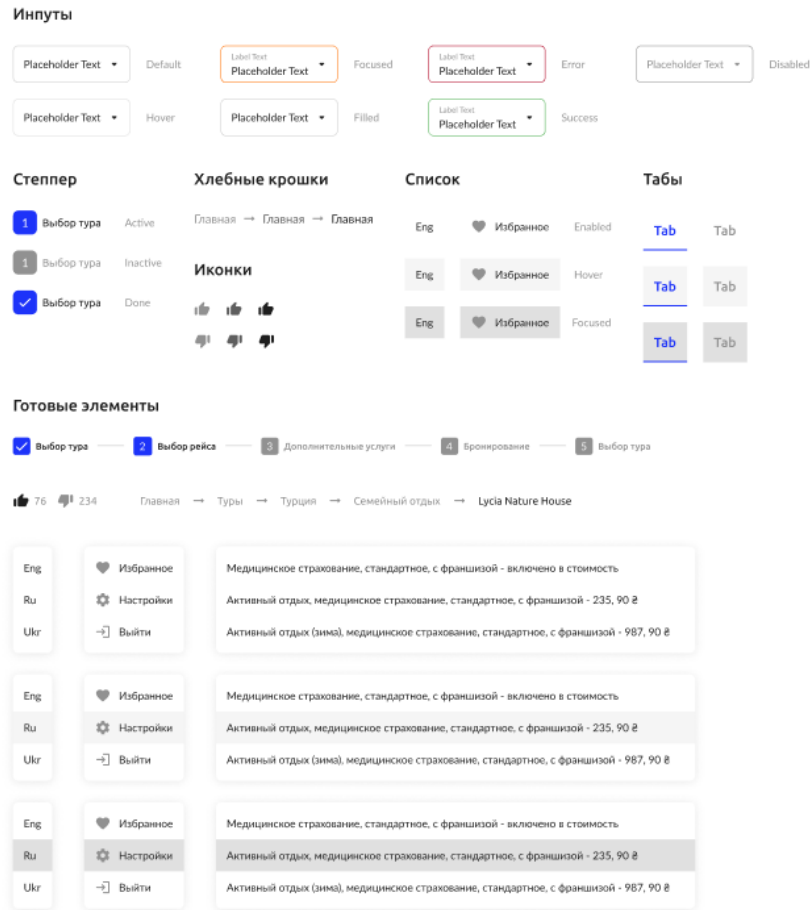 Инпуты
Placeholder Text Default
Label Text
Placeholder Text Focused
Label Text
Placeholder Text Error
Placeholder Text Disabled
Placeholder Text Hover
Placeholder Text Filled
Label Text
Placeholder Text Success
Степпер
1 Выбор тура Active
1 Выбор тура Inactive
Выбор тура Done
Хлебные крошки
Главная → Главная → Главная
Иконки
Список
Eng Избранное Enabled
Eng Избранное Hover
Eng Избранное Focused
Табы
Tab Tab
Tab Tab
Tab Tab
Готовые элементы
Выбор тура 2 Выбор рейса 3 Дополнительные услуги 4 Бронирование 5 Выбор тура
76 234 Главная → Туры → Турция → Семейный отдых → Lycia Nature House
Eng Избранное Медицинское страхование, стандартное, с франшизой - включено в стоимость
Ru Настройки Активный отдых, медицинское страхование, стандартное, с франшизой - 235, 90 ₴
Ukr Выйти Активный отдых (зима), медицинское страхование, стандартное, с франшизой - 987, 90 ₴
Eng Избранное Медицинское страхование, стандартное, с франшизой - включено в стоимость
Ru Настройки Активный отдых, медицинское страхование, стандартное, с франшизой - 235, 90 ₴
Ukr Выйти Активный отдых (зима), медицинское страхование, стандартное, с франшизой - 987, 90 ₴
Eng Избранное Медицинское страхование, стандартное, с франшизой - включено в стоимость
Ru Настройки Активный отдых, медицинское страхование, стандартное, с франшизой - 235, 90 ₴
Ukr Выйти Активный отдых (зима), медицинское страхование, стандартное, с франшизой - 987, 90 ₴